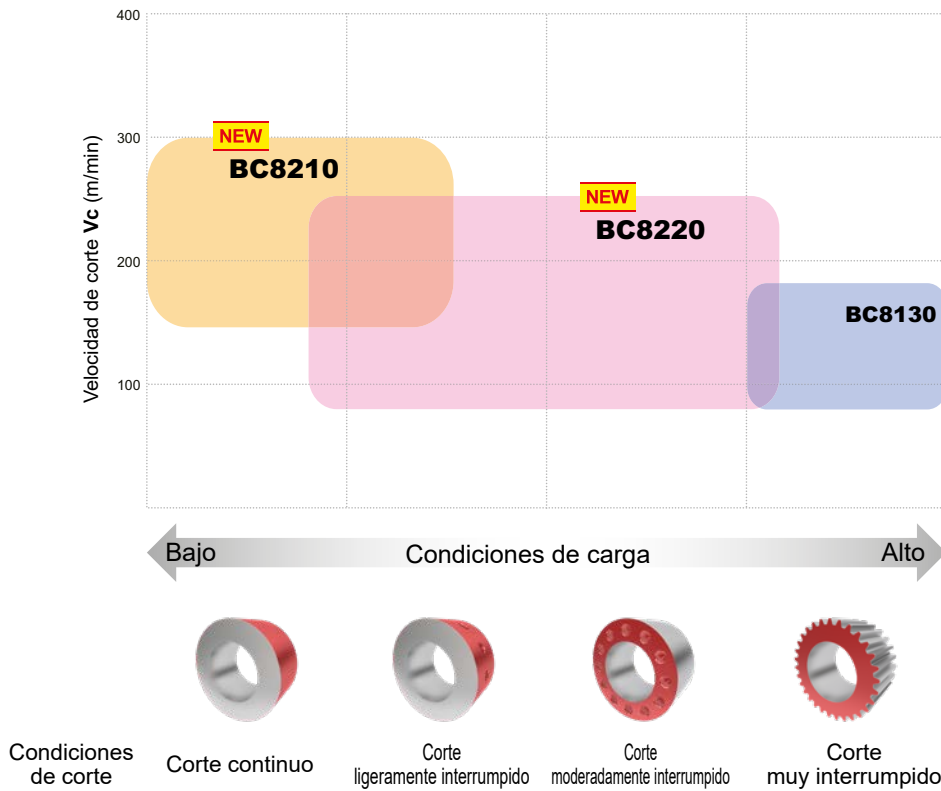 400
300
200
100
Velocidad de corte Vc (m/min)
NEW
BC8210
NEW
BC8220
BC8130
Bajo
Condiciones de carga
Alto
Condiciones
de corte
Corte continuo
Corte
ligeramente interrumpido
Corte
moderadamente interrumpido
Corte
muy interrumpido